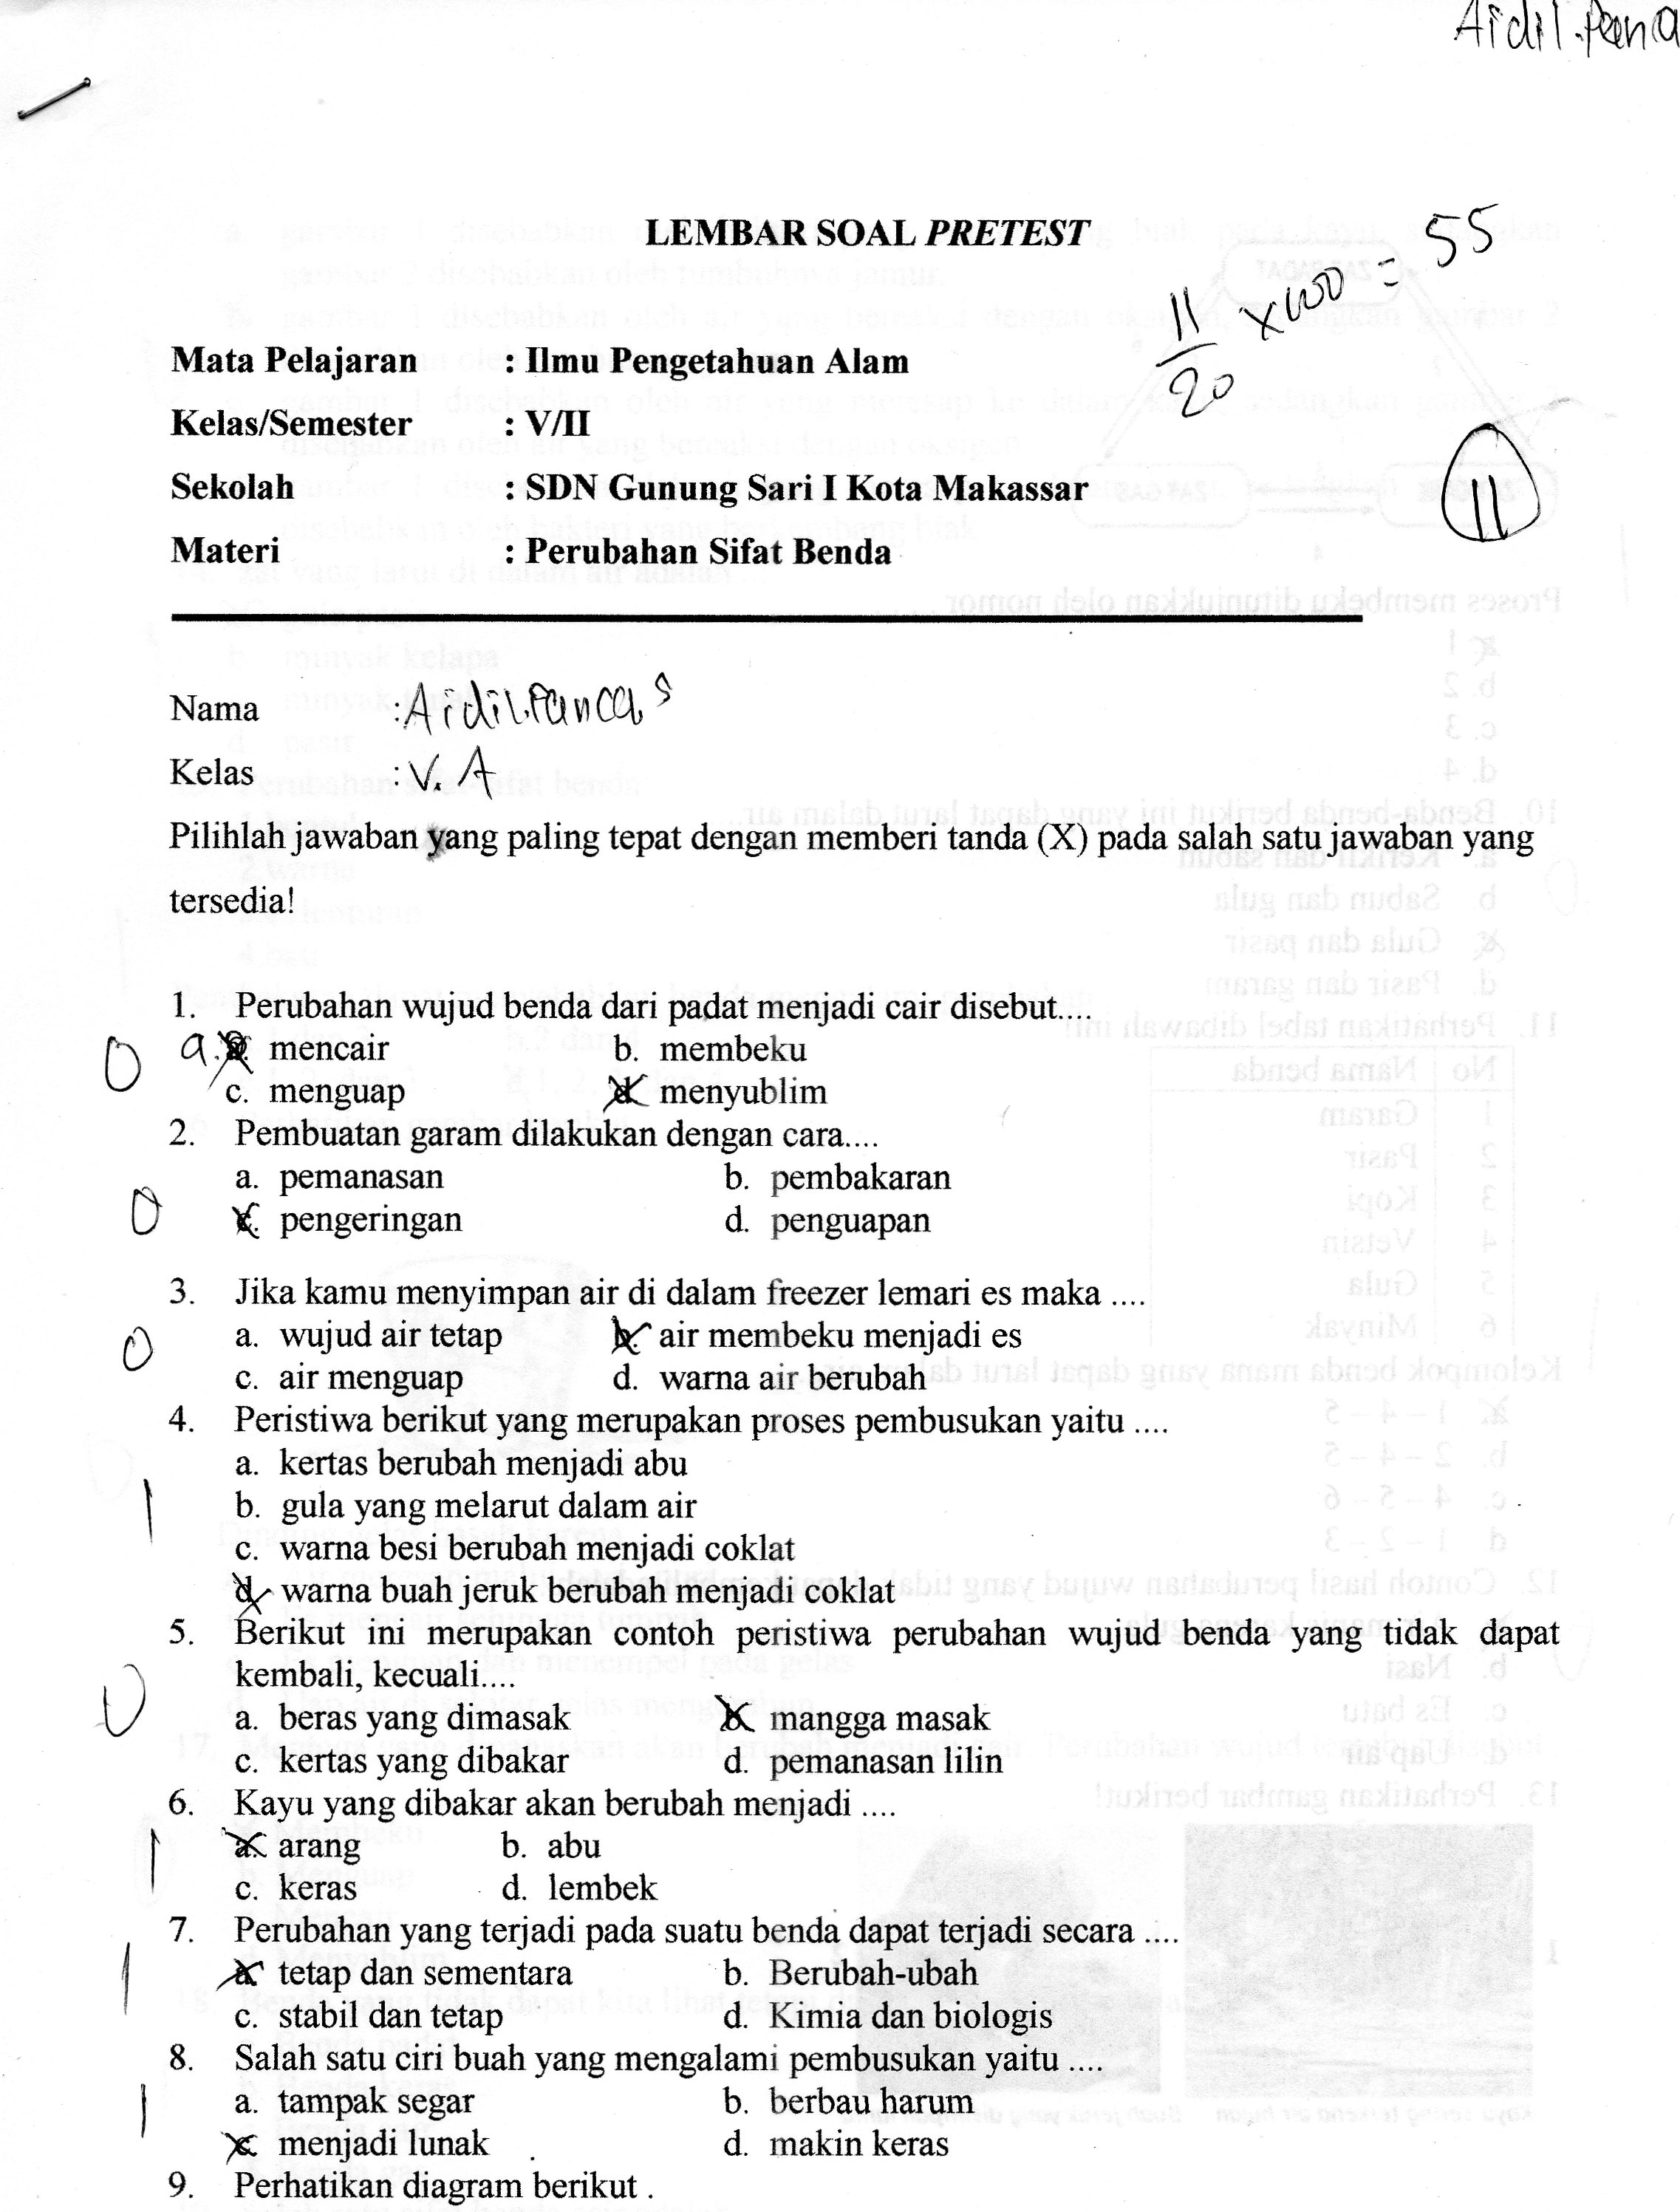 Aidil.Panca
LEMBAR SOAL PRETEST
11/20 x 100 = 55
Mata Pelajaran : Ilmu Pengetahuan Alam
Kelas/Semester : V/II
Sekolah : SDN Gunung Sari I Kota Makassar
11
Materi : Perubahan Sifat Benda
Nama : Aidil.Panca S
Kelas : V. A
Pilihlah jawaban yang paling tepat dengan memberi tanda (X) pada salah satu jawaban yang
tersedia!
1. Perubahan wujud benda dari padat menjadi cair disebut....
0 a. a. mencair b. membeku
c. menguap d. menyublim
2. Pembuatan garam dilakukan dengan cara....
a. pemanasan b. pembakaran
0 c. pengeringan d. penguapan
3. Jika kamu menyimpan air di dalam freezer lemari es maka ....
0 a. wujud air tetap b. air membeku menjadi es
c. air menguap d. warna air berubah
4. Peristiwa berikut yang merupakan proses pembusukan yaitu ....
a. kertas berubah menjadi abu
1 b. gula yang melarut dalam air
c. warna besi berubah menjadi coklat
d. warna buah jeruk berubah menjadi coklat
5. Berikut ini merupakan contoh peristiwa perubahan wujud benda yang tidak dapat
kembali, kecuali....
0 a. beras yang dimasak b. mangga masak
c. kertas yang dibakar d. pemanasan lilin
6. Kayu yang dibakar akan berubah menjadi ....
1 a. arang b. abu
c. keras d. lembek
7. Perubahan yang terjadi pada suatu benda dapat terjadi secara ....
1 a. tetap dan sementara b. Berubah-ubah
c. stabil dan tetap d. Kimia dan biologis
8. Salah satu ciri buah yang mengalami pembusukan yaitu ....
1 a. tampak segar b. berbau harum
c. menjadi lunak d. makin keras
9. Perhatikan diagram berikut .